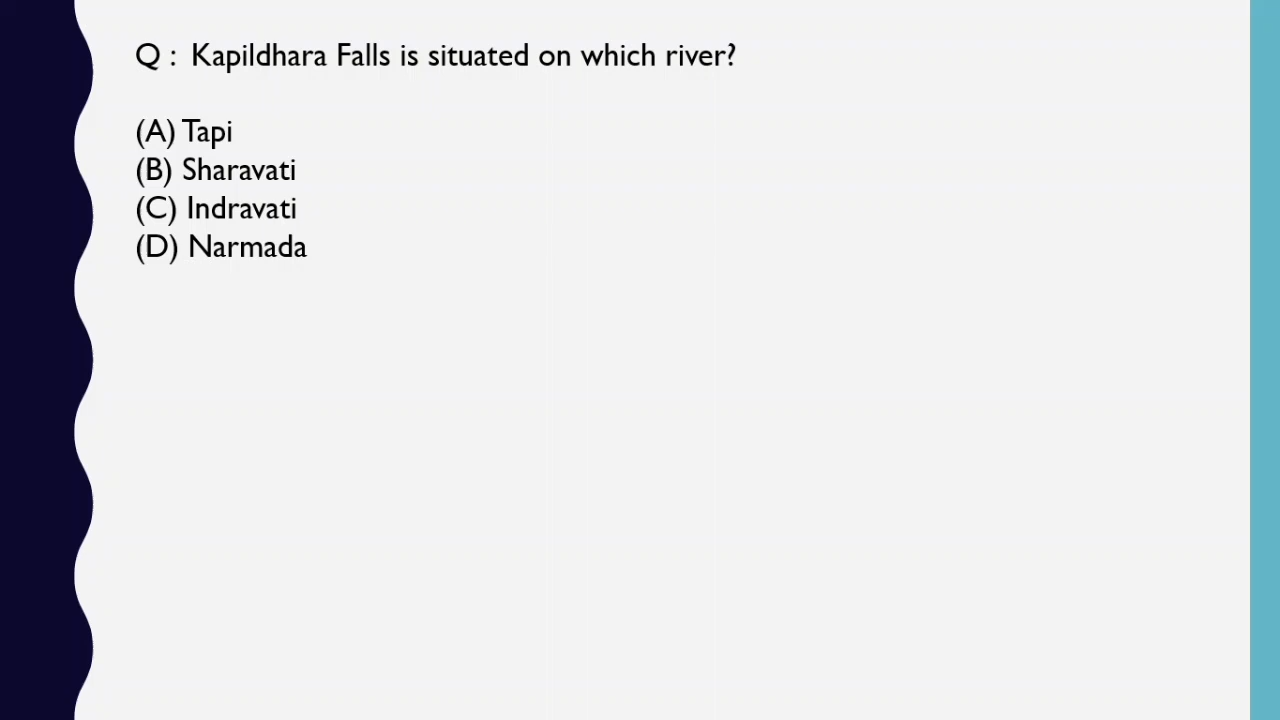 Q :  Kapildhara Falls is situated on which river?
(A) Tapi
(B) Sharavati
(C) Indravati
(D) Narmada